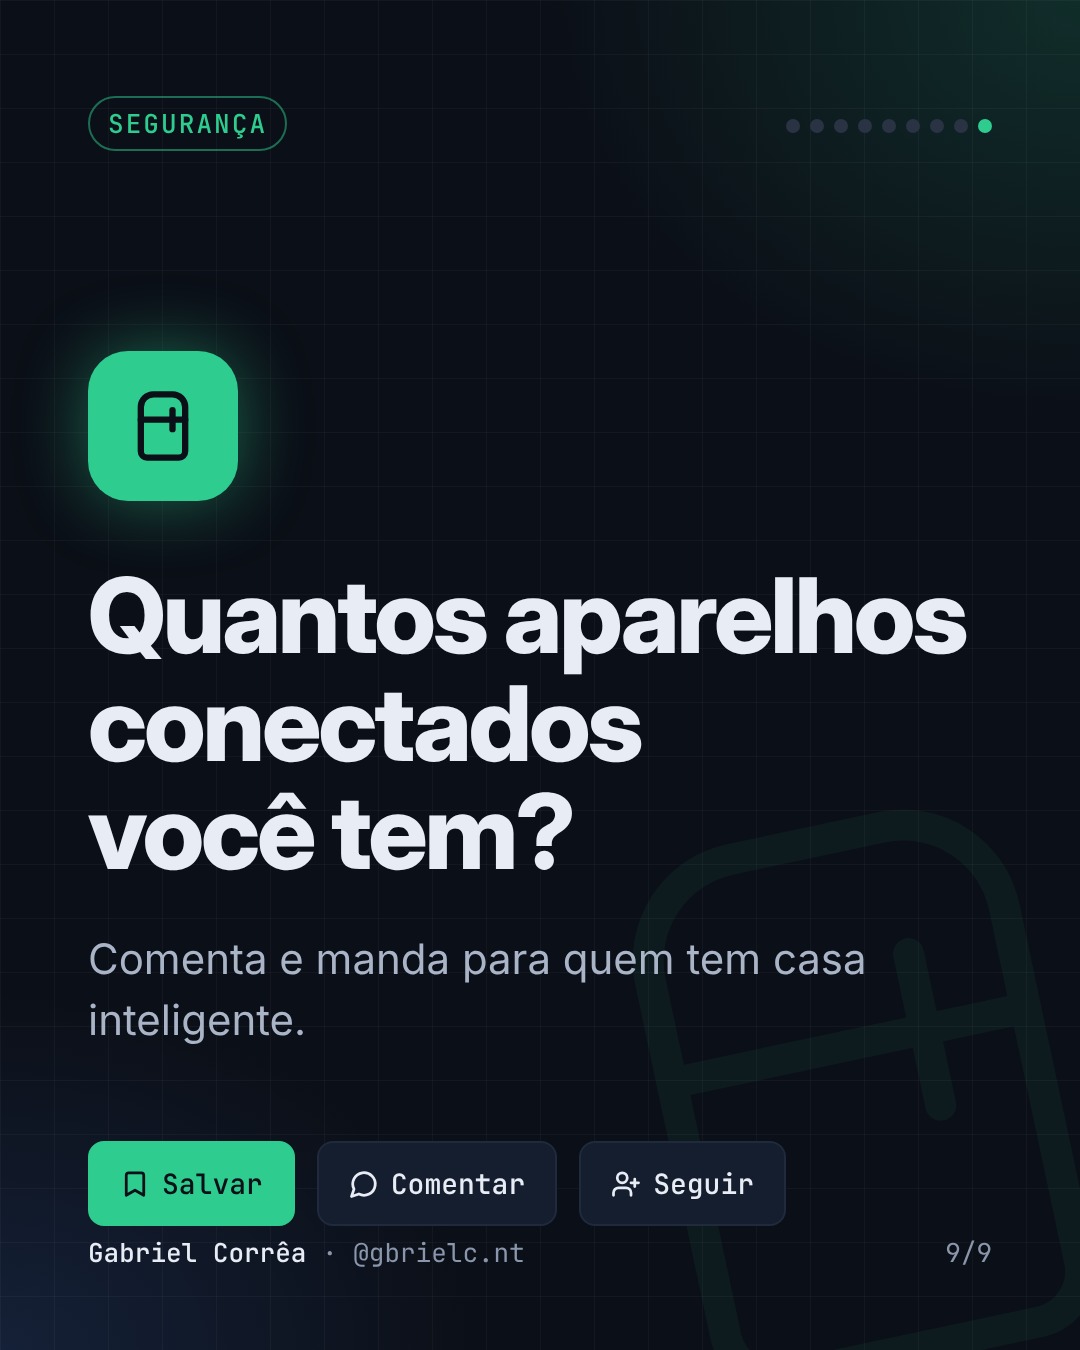 SEGURANÇA
Quantos aparelhos
conectados
você tem?
Comenta e manda para quem tem casa
inteligente.
Salvar
Comentar
Seguir
Gabriel Corrêa · @gbrielc.nt
9/9